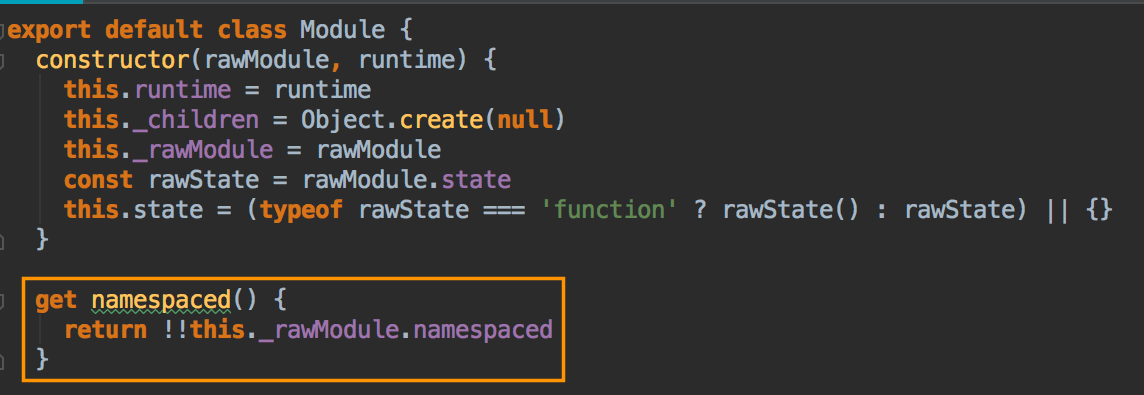 export default class Module {
constructor(rawModule, runtime) {
this.runtime = runtime
this._children = Object.create(null)
this._rawModule = rawModule
const rawState = rawModule.state
this.state = (typeof rawState === 'function' ? rawState() : rawState) || {}
}
get namespaced() {
return !!this._rawModule.namespaced
}